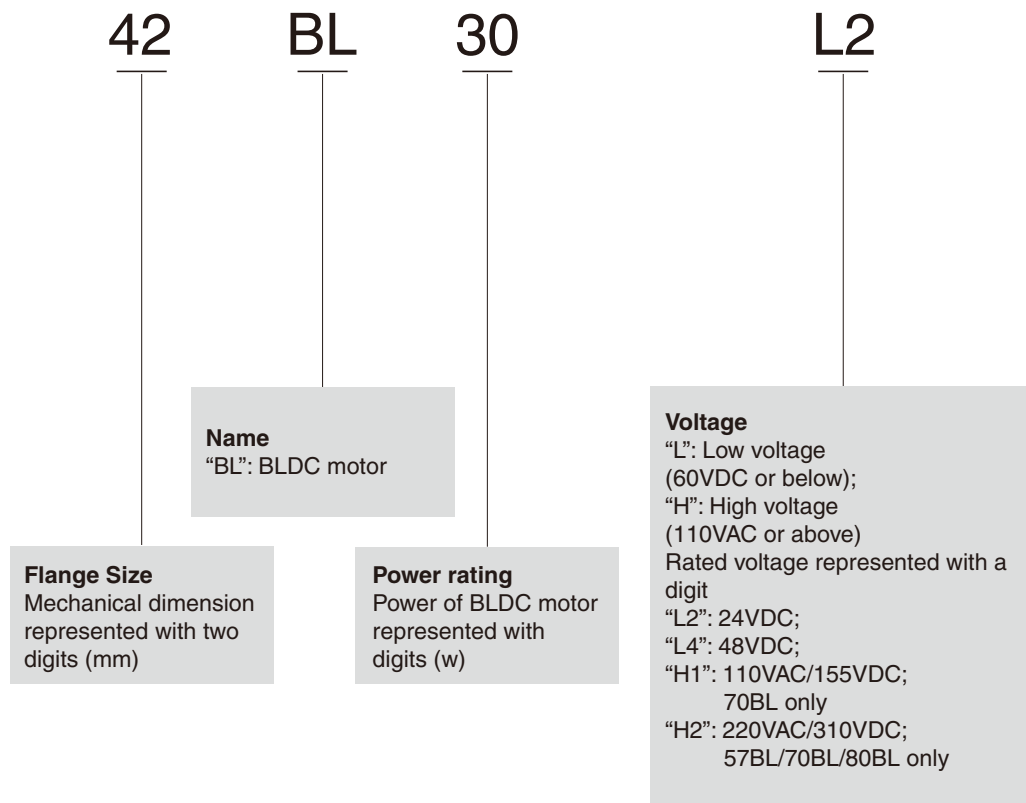 42 BL 30 L2
Name
“BL”: BLDC motor
Flange Size
Mechanical dimension
represented with two
digits (mm)
Power rating
Power of BLDC motor
represented with
digits (w)
Voltage
“L”: Low voltage
(60VDC or below);
“H”: High voltage
(110VAC or above)
Rated voltage represented with a
digit
“L2”: 24VDC;
“L4”: 48VDC;
“H1”: 110VAC/155VDC;
70BL only
“H2”: 220VAC/310VDC;
57BL/70BL/80BL only